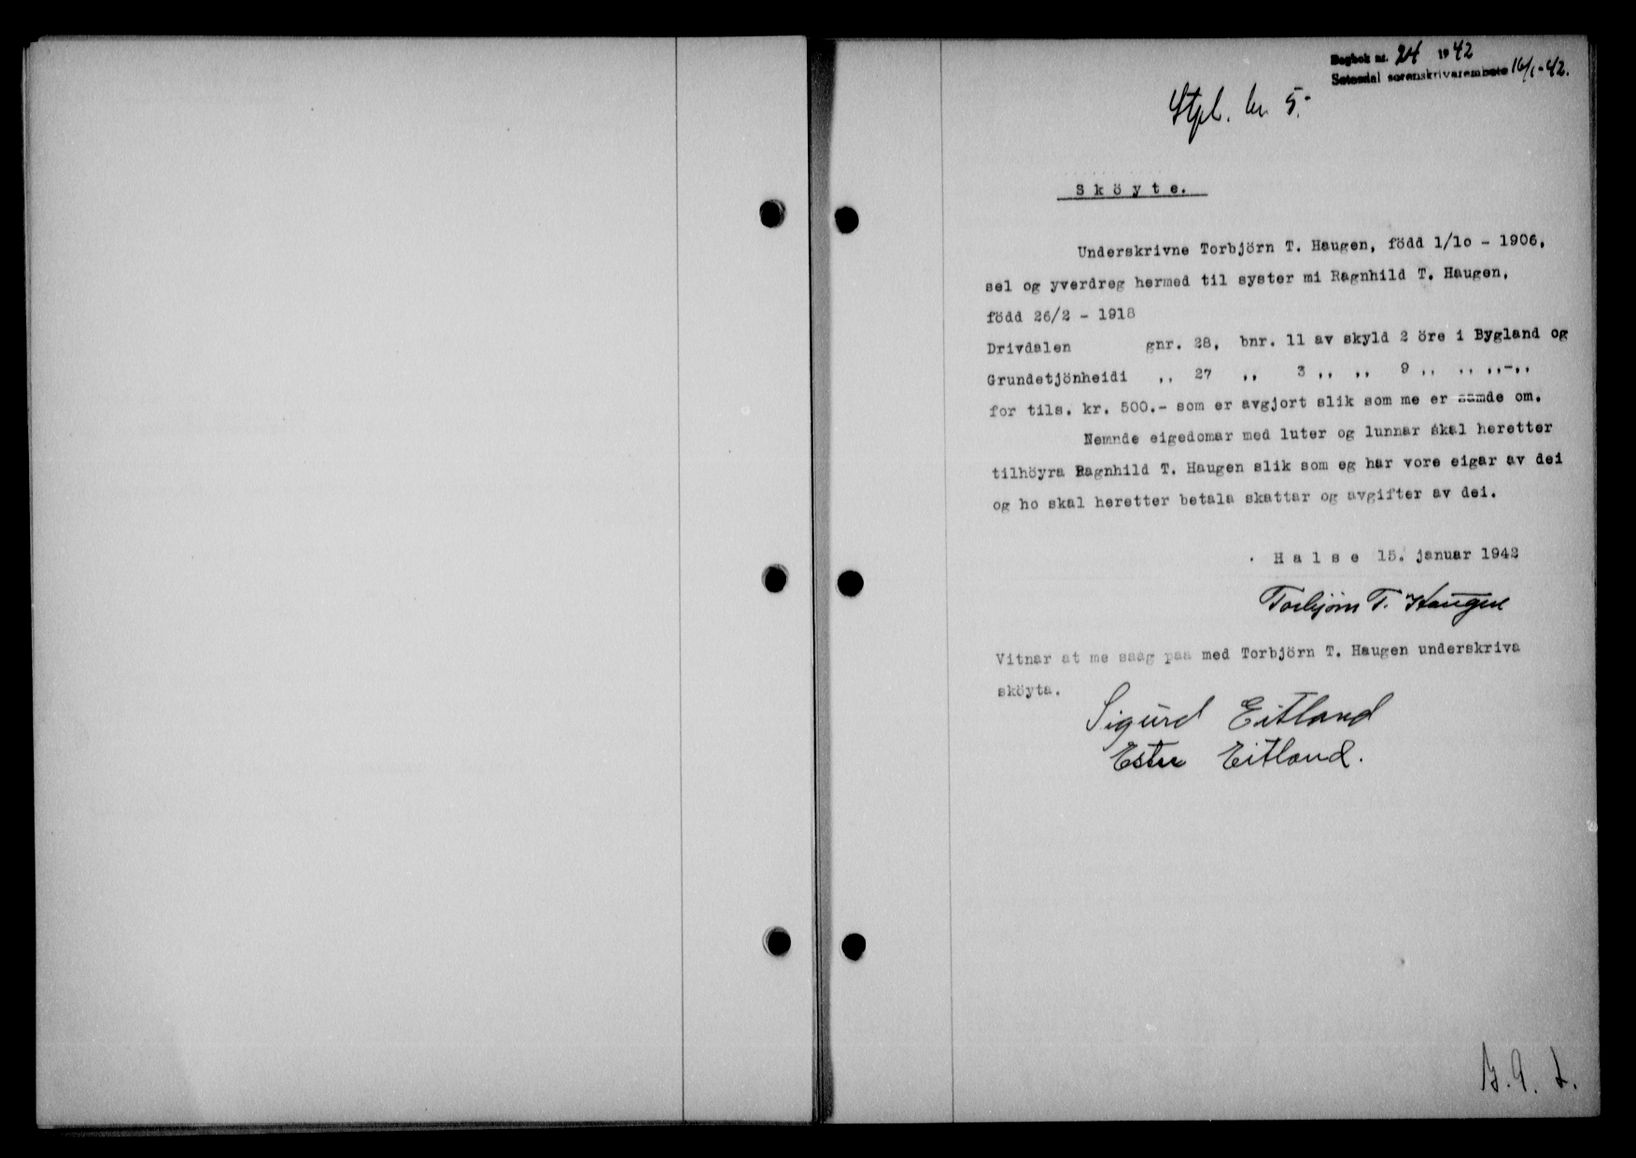 Dagbok nr. 24 1942
Setesdal sorenskrivarembete 16/1-42.
Stpl. kr. 5.-
Sköyte.
Underskrivne Torbjörn T. Haugen, född 1/10 - 1906,
sel og yverdreg hermed til syster mi Ragnhild T. Haugen,
född 26/2 - 1918
Drivdalen gnr. 28, bnr. 11 av skyld 2 öre i Bygland og
Grundetjönheidi ,, 27 ,, 3 ,, ,, 9 ,, ,, ,,-,,
for tils. kr. 500.- som er avgjort slik som me er samde om.
Nemnde eigedomar med luter og lunnar skal heretter
tilhöyra Ragnhild T. Haugen slik som eg har vore eigar av dei
og ho skal heretter betala skattar og avgifter av dei.
Halse 15. januar 1942
Torbjörn T. Haugen
Vitnar at me saag paa med Torbjörn T. Haugen underskriva
sköyta.
Sigurd Eitland
Ester Eitland.